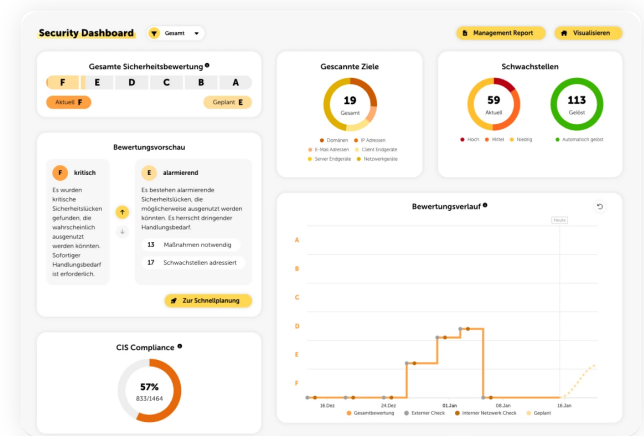 Security Dashboard
Gesamt
Management Report
Visualisieren
Gesamte Sicherheitsbewertung
F E D C B A
Aktuell F
Geplant E
Gescannte Ziele
19
Gesamt
Domänen IP Adressen
E-Mail Adressen Client Endgeräte
Server Endgeräte Netzwerkgeräte
Schwachstellen
59
Aktuell
113
Gelöst
Hoch Mittel Niedrig
Automatisch gelöst
Bewertungsvorschau
F kritisch
Es wurden
kritische
Sicherheitslücken
gefunden, die
wahrscheinlich
ausgenutzt
werden könnten.
Sofortiger
Handlungsbedarf
ist erforderlich.
E alarmierend
Es bestehen alarmierende
Sicherheitslücken, die
möglicherweise ausgenutzt werden
könnten. Es herrscht dringender
Handlungsbedarf.
13 Maßnahmen notwendig
17 Schwachstellen adressiert
Zur Schnellplanung
CIS Compliance
57%
833/1464
Bewertungsverlauf
Heute
A
B
C
D
E
F
16.Dez 24.Dez 01.Jan 09.Jan 16.Jan
Gesamtbewertung Externer Check Interner Netzwerk Check Geplant